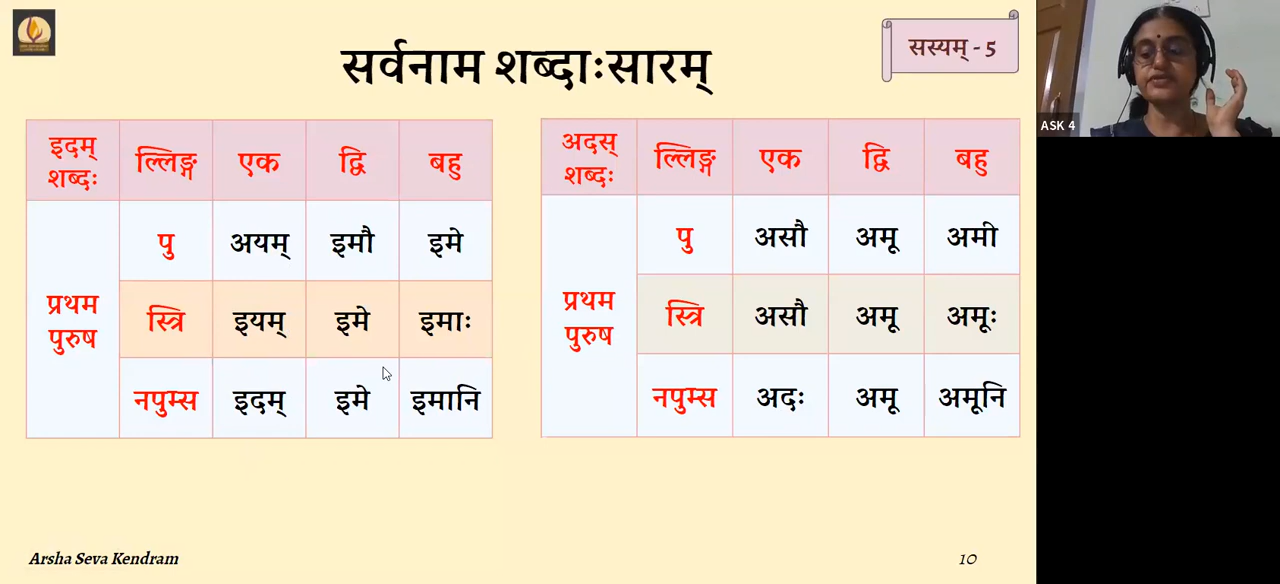 सर्वनाम शब्दाःसारम्
सस्यम् - 5
ASK 4
इदम् शब्दः ल्लिङ्ग एक द्वि बहु
प्रथम पुरुष
पु अयम् इमौ इमे
स्त्रि इयम् इमे इमाः
नपुम्स इदम् इमे इमानि
अदस् शब्दः ल्लिङ्ग एक द्वि बहु
प्रथम पुरुष
पु असौ अमू अमी
स्त्रि असौ अमू अमूः
नपुम्स अदः अमू अमूनि
Arsha Seva Kendram
10